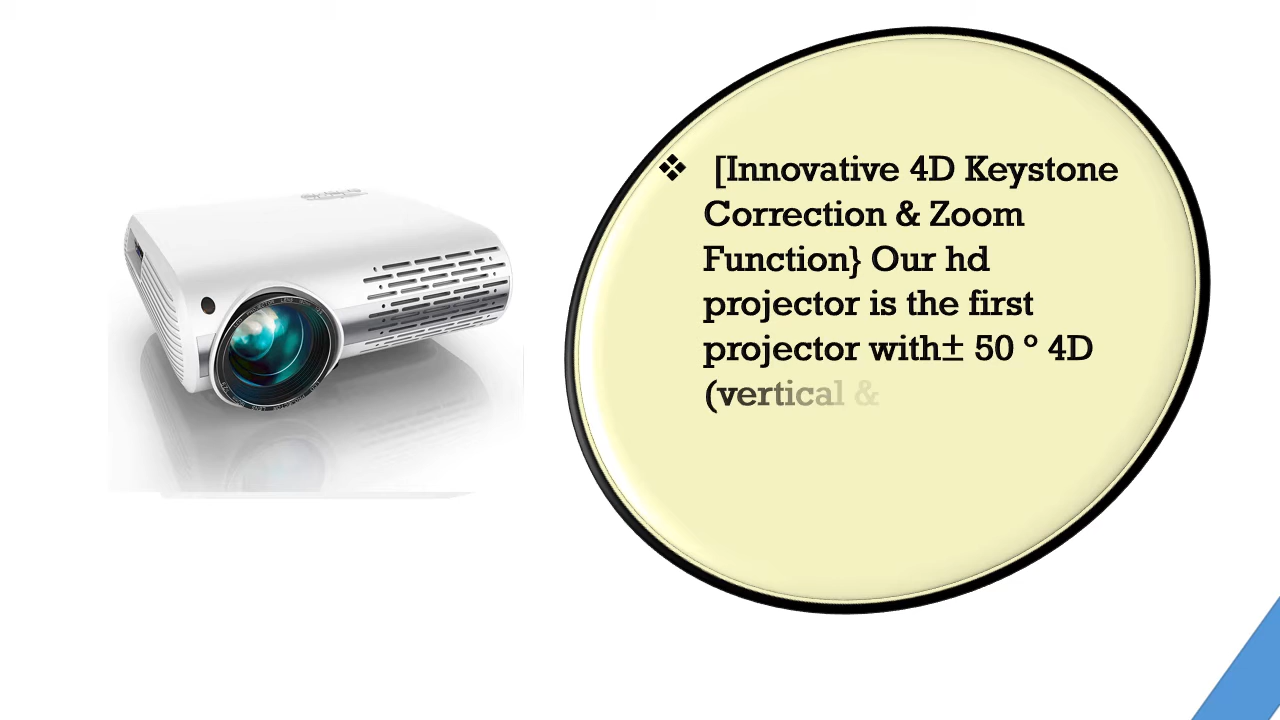 ❖ [Innovative 4D Keystone
Correction & Zoom
Function} Our hd
projector is the first
projector with± 50 ° 4D
(vertical &